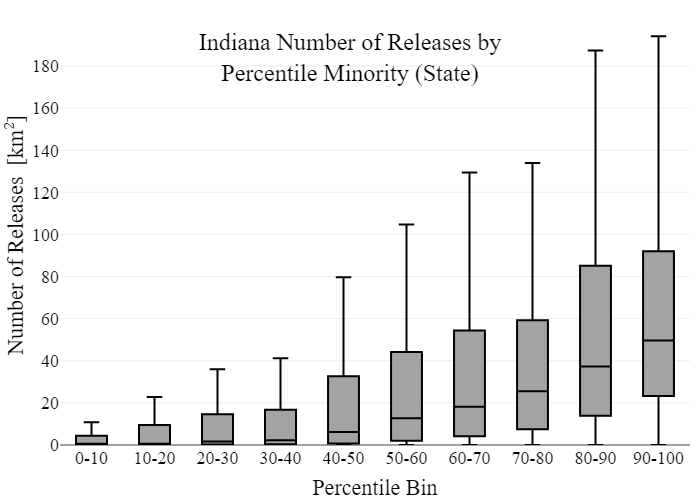 Indiana Number of Releases by
Percentile Minority (State)
Number of Releases [km²]
180
160
140
120
100
80
60
40
20
0
0-10 10-20 20-30 30-40 40-50 50-60 60-70 70-80 80-90 90-100
Percentile Bin